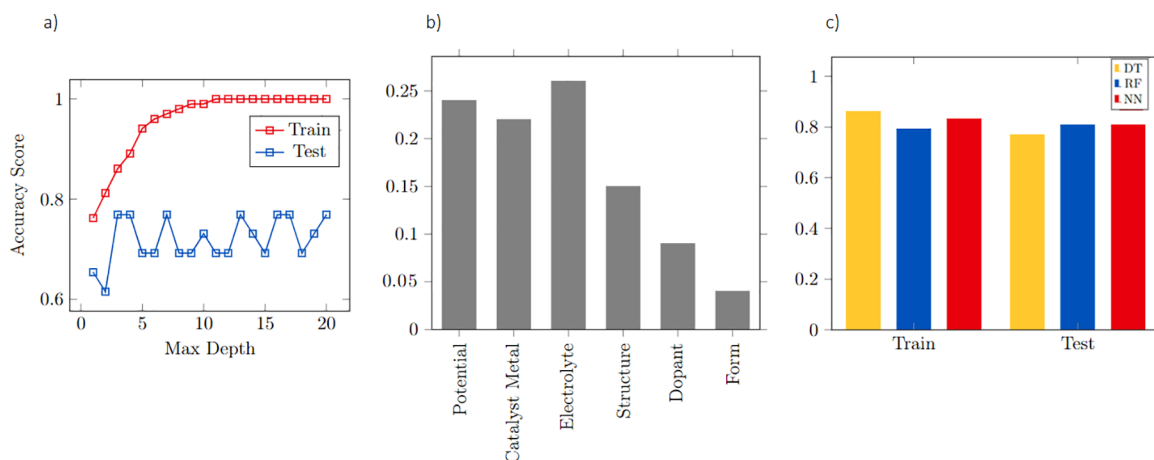 a)
Accuracy Score
1
0.8
0.6
Train
Test
0 5 10 15 20
Max Depth
b)
0.25
0.2
0.15
0.1
0.05
0
Potential
Catalyst Metal
Electrolyte
Structure
Dopant
Form
c)
1
0.8
0.6
0.4
0.2
0
DT
RF
NN
Train Test